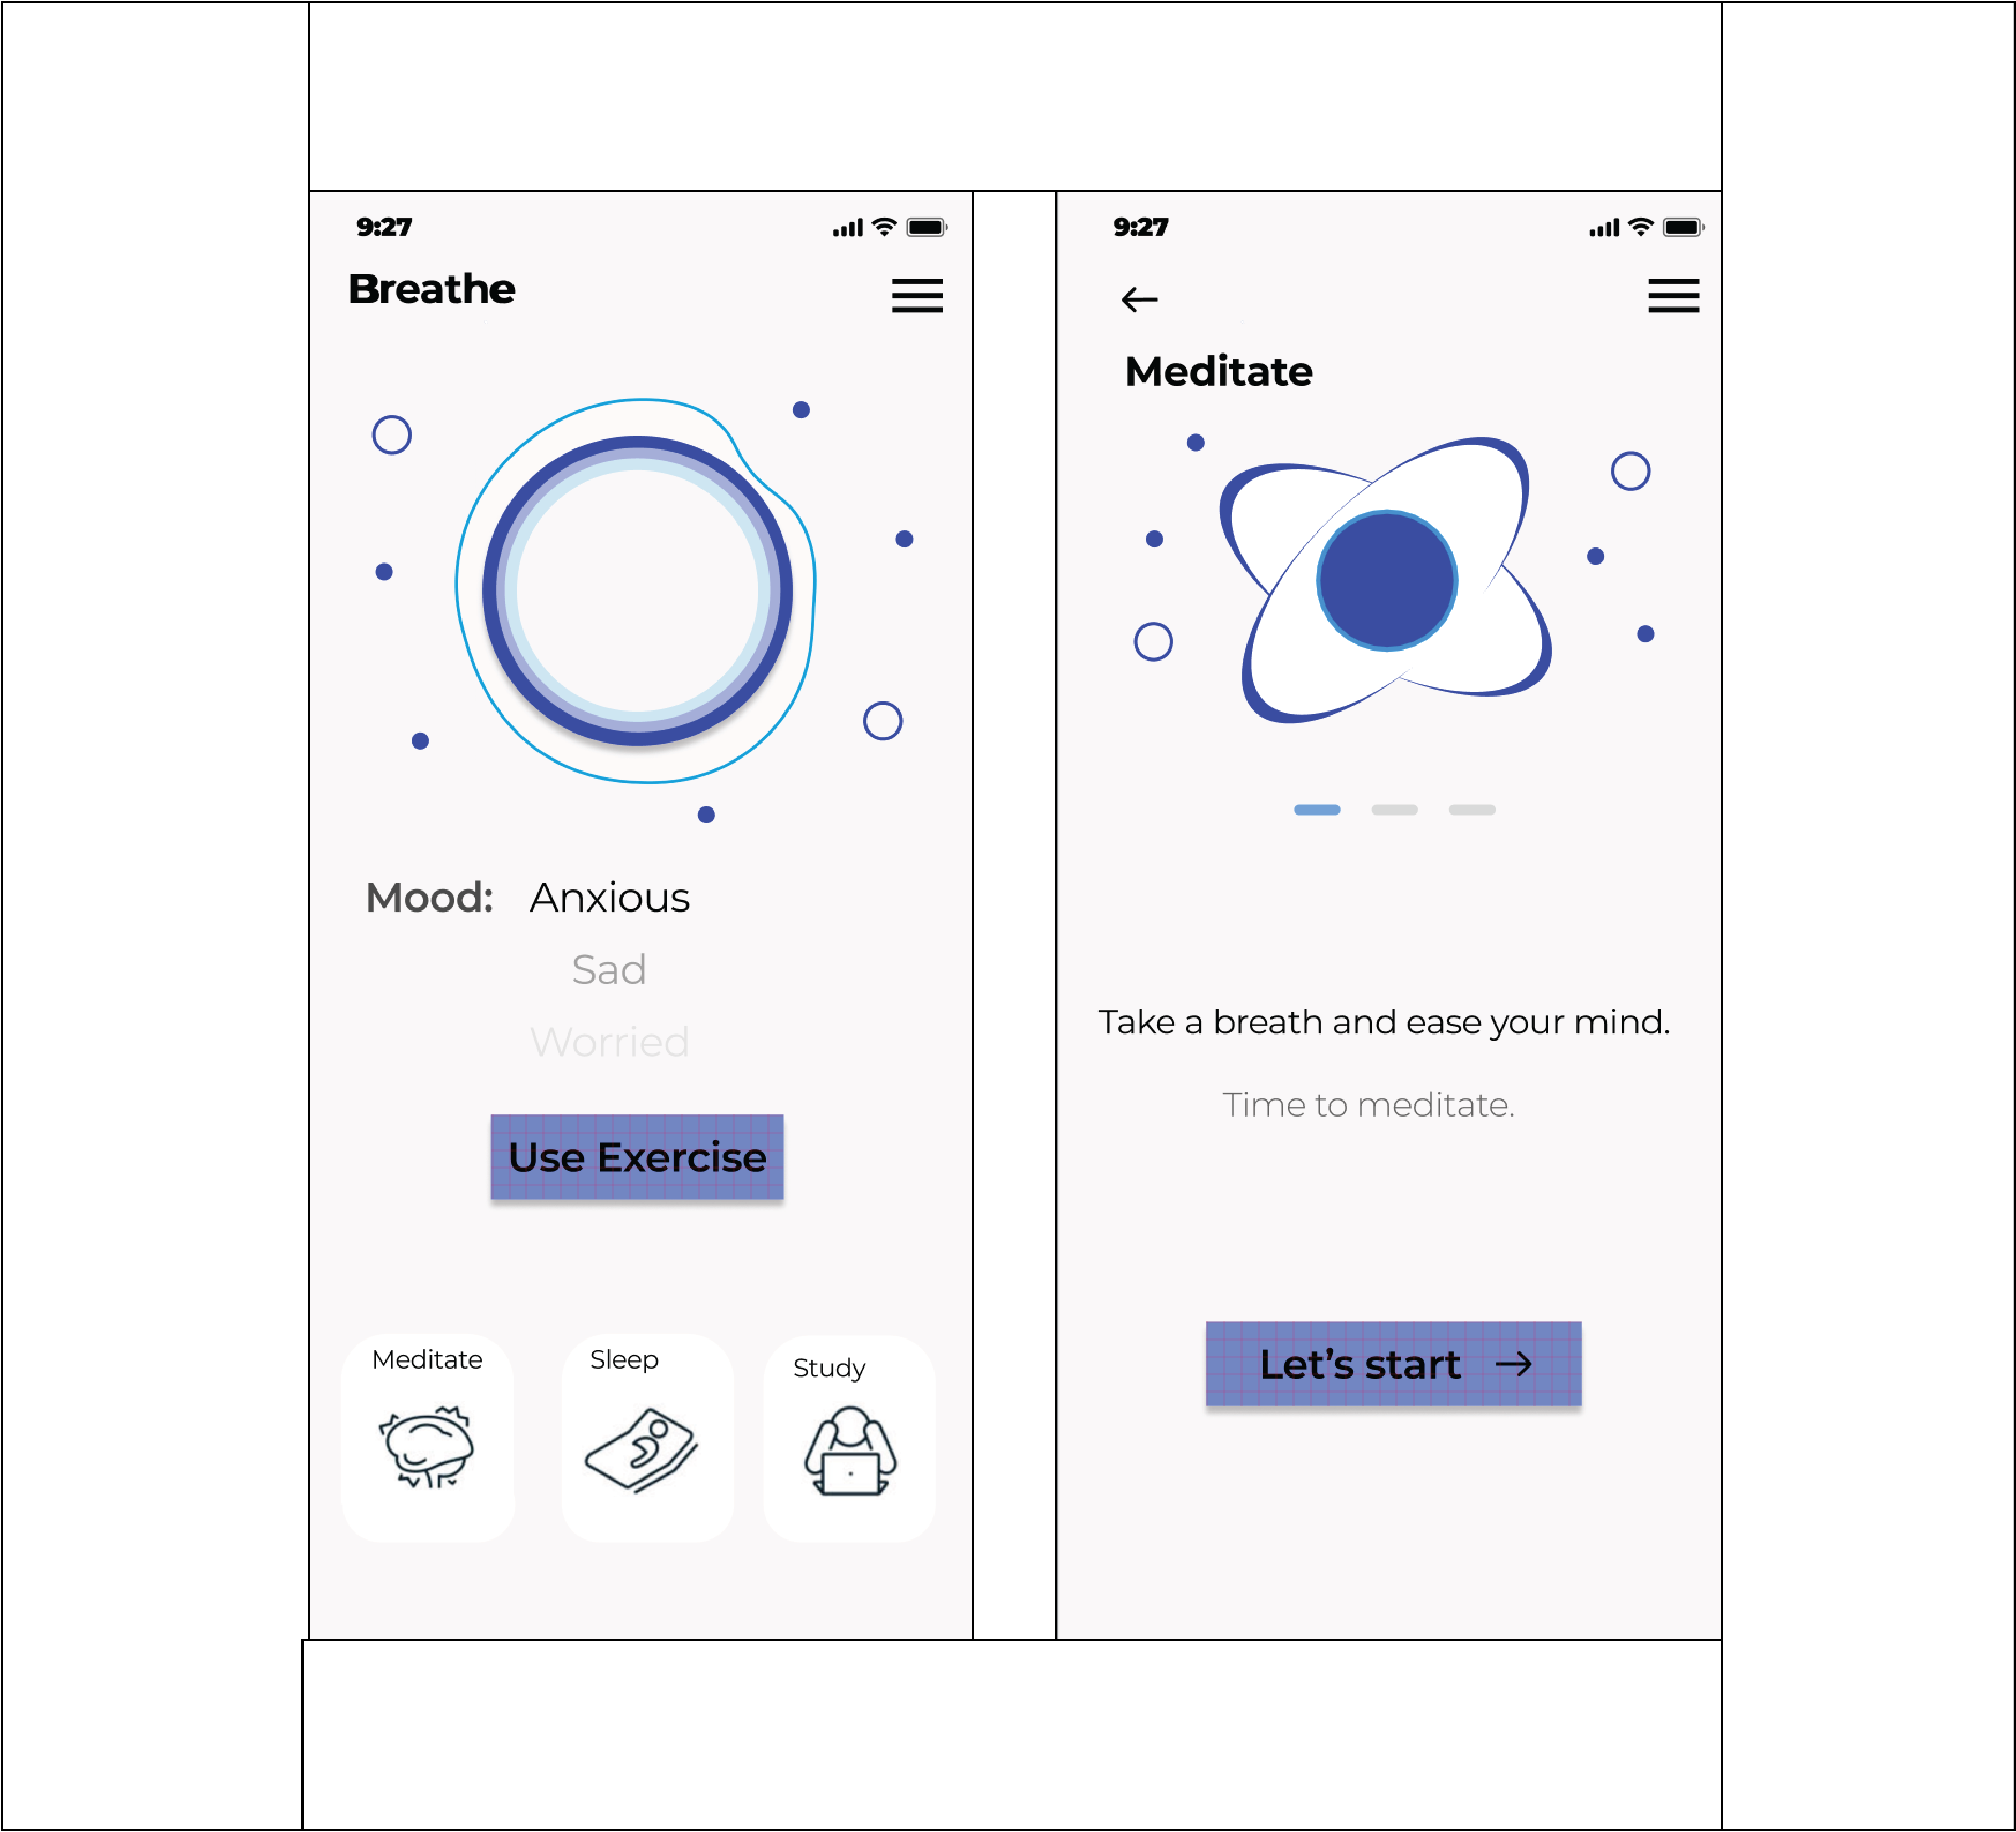 9:27
Breathe
Mood: Anxious
Sad
Worried
Use Exercise
Meditate
Sleep
Study
9:27
Meditate
Take a breath and ease your mind.
Time to meditate.
Let's start